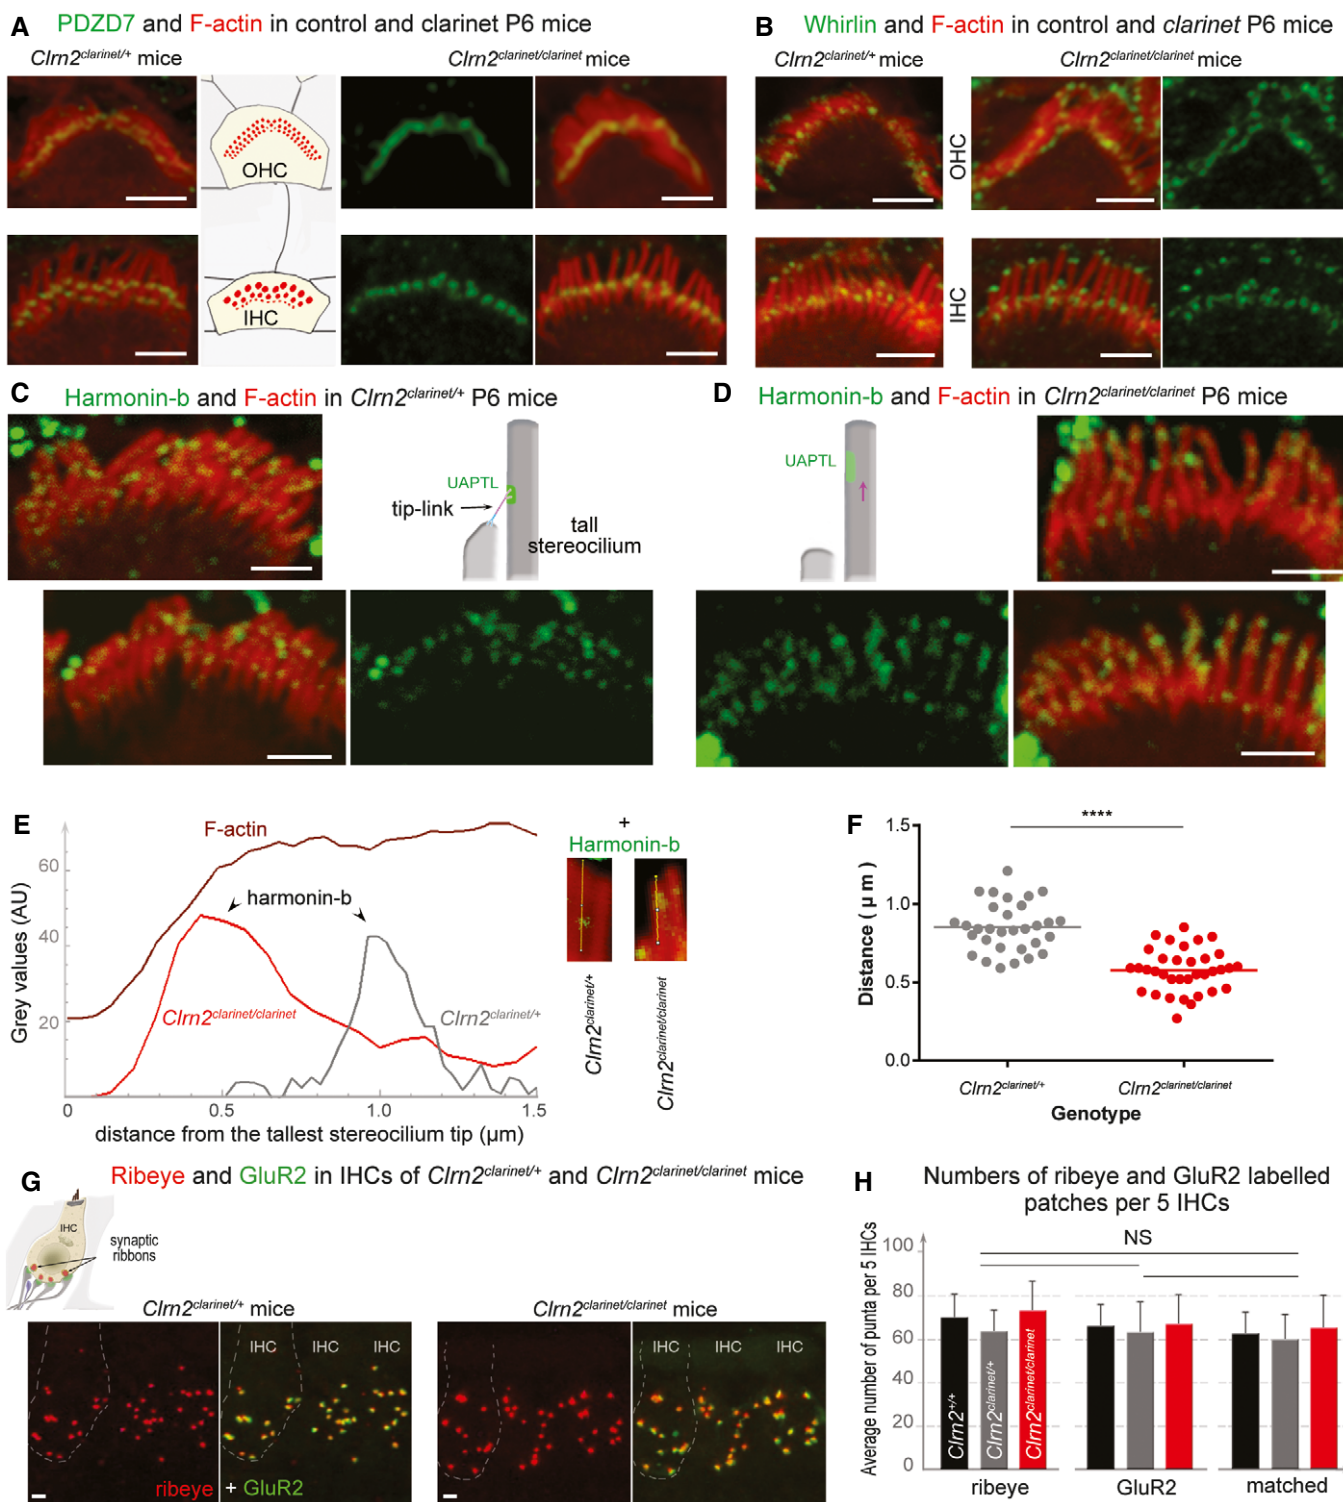 A PDZD7 and F-actin in control and clarinet P6 mice
Clrn2clarinet/+ mice
Clrn2clarinet/clarinet mice
OHC
IHC
B Whirlin and F-actin in control and clarinet P6 mice
Clrn2clarinet/+ mice
Clrn2clarinet/clarinet mice
OHC
IHC
C Harmonin-b and F-actin in Clrn2clarinet/+ P6 mice
UAPTL
tip-link
tall
stereocilium
D Harmonin-b and F-actin in Clrn2clarinet/clarinet P6 mice
UAPTL
E
F-actin
harmonin-b
Clrn2clarinet/clarinet
Clrn2clarinet/+
Grey values (AU)
60
40
20
0 0.5 1.0 1.5
distance from the tallest stereocilium tip (µm)
+
Harmonin-b
Clrn2clarinet/+
Clrn2clarinet/clarinet
F
****
Distance ( µ m )
1.5
1.0
0.5
0.0
Clrn2clarinet/+ Clrn2clarinet/clarinet
Genotype
G Ribeye and GluR2 in IHCs of Clrn2clarinet/+ and Clrn2clarinet/clarinet mice
IHC
synaptic
ribbons
Clrn2clarinet/+ mice
Clrn2clarinet/clarinet mice
IHC IHC IHC
IHC IHC IHC
ribeye + GluR2
H Numbers of ribeye and GluR2 labelled
patches per 5 IHCs
NS
Average number of punta per 5 IHCs
100
80
60
40
20
0
Clrn2+/+
Clrn2clarinet/+
Clrn2clarinet/clarinet
ribeye GluR2 matched